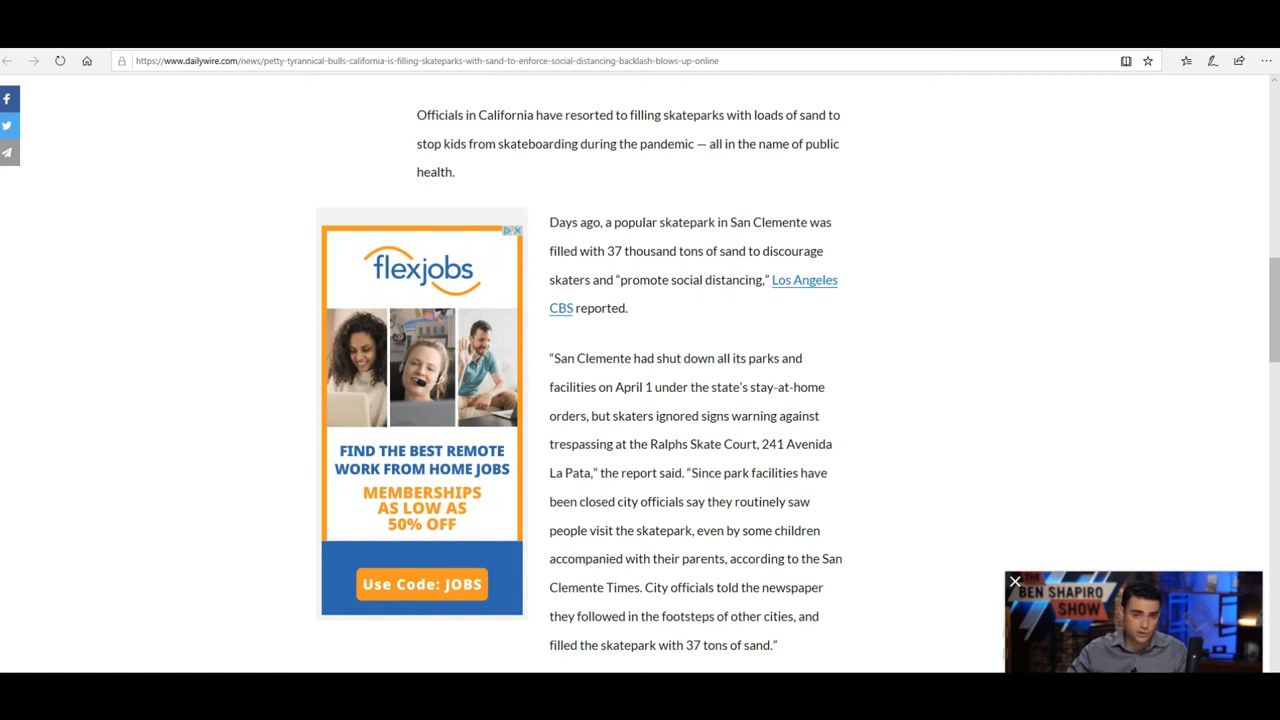 https://www.dailywire.com/news/petty-tyrannical-bulls-california-is-filling-skateparks-with-sand-to-enforce-social-distancing-backlash-blows-up-online
Officials in California have resorted to filling skateparks with loads of sand to
stop kids from skateboarding during the pandemic — all in the name of public
health.
flexjobs
FIND THE BEST REMOTE
WORK FROM HOME JOBS
MEMBERSHIPS
AS LOW AS
50% OFF
Use Code: JOBS
Days ago, a popular skatepark in San Clemente was
filled with 37 thousand tons of sand to discourage
skaters and “promote social distancing,” Los Angeles
CBS reported.
“San Clemente had shut down all its parks and
facilities on April 1 under the state’s stay-at-home
orders, but skaters ignored signs warning against
trespassing at the Ralphs Skate Court, 241 Avenida
La Pata,” the report said. “Since park facilities have
been closed city officials say they routinely saw
people visit the skatepark, even by some children
accompanied with their parents, according to the San
Clemente Times. City officials told the newspaper
they followed in the footsteps of other cities, and
filled the skatepark with 37 tons of sand.”
THE
BEN SHAPIRO
SHOW